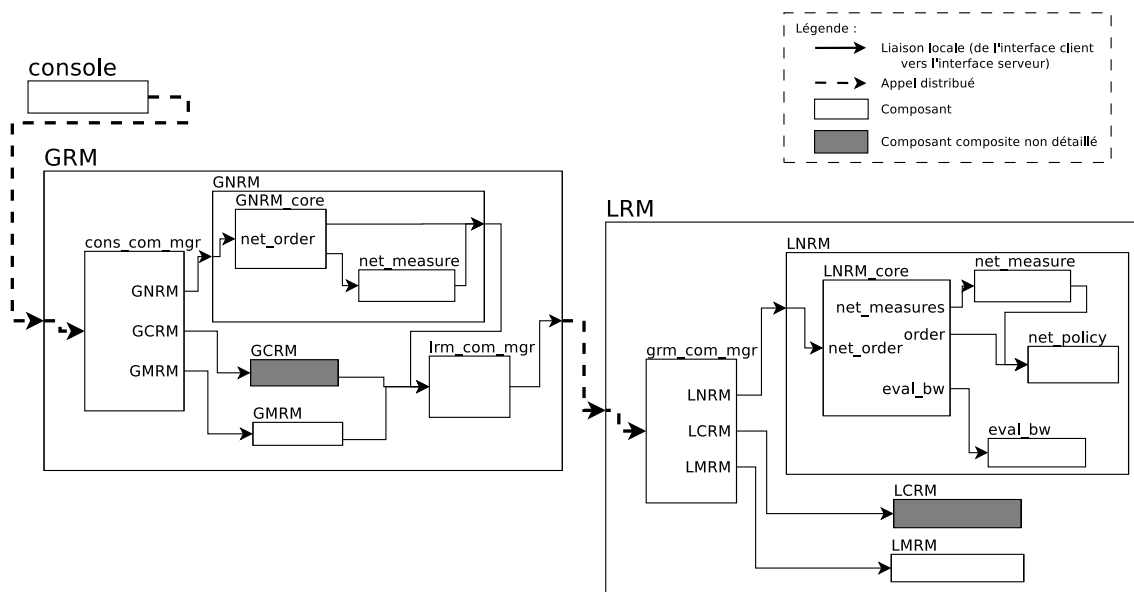 Légende :
Liaison locale (de l'interface client
vers l'interface serveur)
Appel distribué
Composant
Composant composite non détaillé
console
GRM
GNRM
GNRM_core
net_order
net_measure
cons_com_mgr
GNRM
GCRM
GMRM
GCRM
GMRM
lrm_com_mgr
LRM
grm_com_mgr
LNRM
LCRM
LMRM
LNRM
LNRM_core
net_measures
order
net_order
eval_bw
net_measure
net_policy
eval_bw
LCRM
LMRM